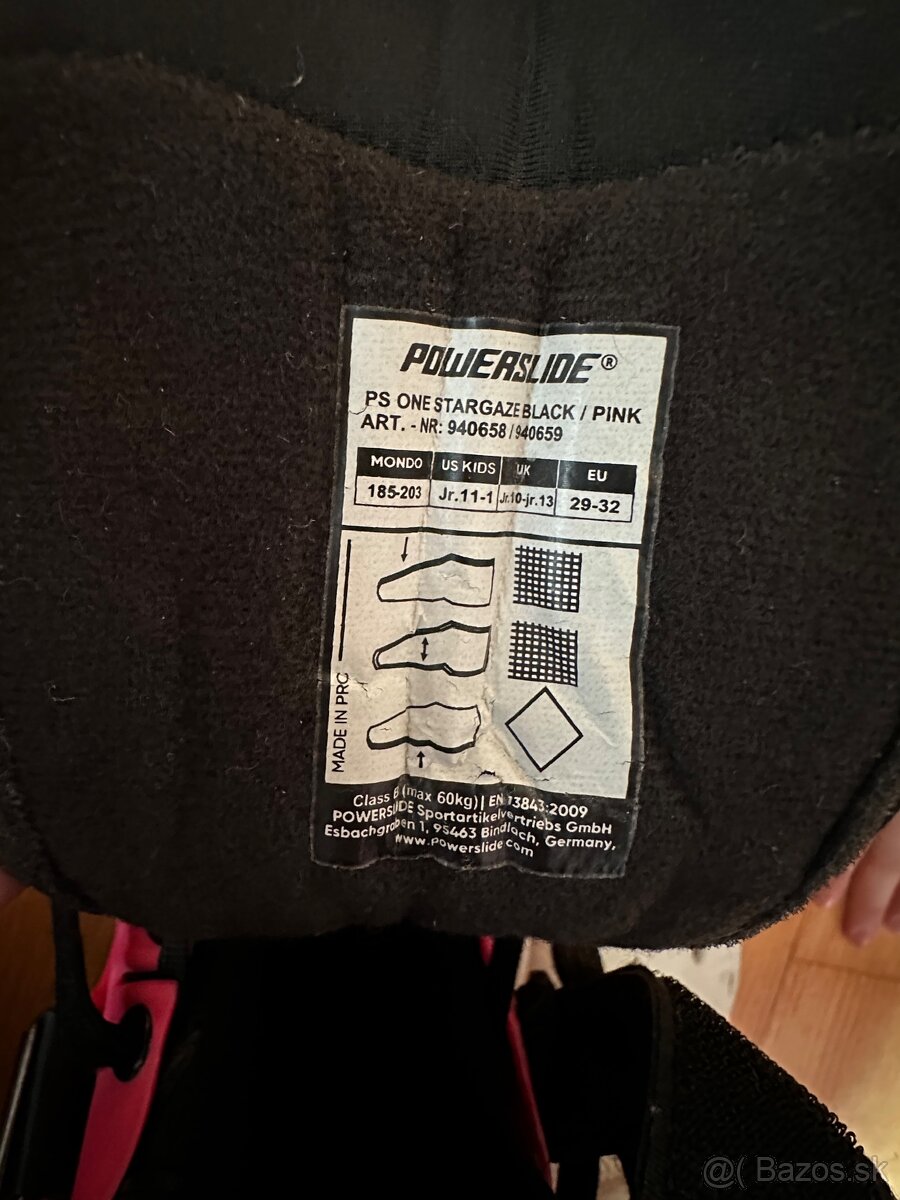 POWERSLIDE®
PS ONE STARGAZE BLACK / PINK
ART. - NR: 940658 / 940659
MONDO US KIDS UK EU
185-203 Jr.11-1 Jr.10-jr.13 29-32
MADE IN PRC
Class B (max 60kg) | EN 13843:2009
POWERSLIDE Sportartikelvertriebs GmbH
Esbachgraben 1, 95463 Bindlach, Germany,
www.powerslide.com
@( Bazos.sk